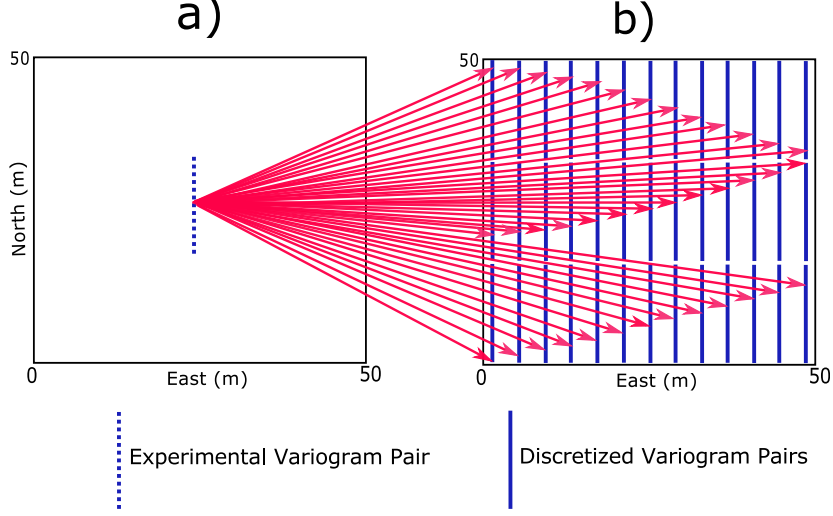 a)
b)
50
50
North (m)
0
East (m)
50
0
East (m)
50
Experimental Variogram Pair
Discretized Variogram Pairs